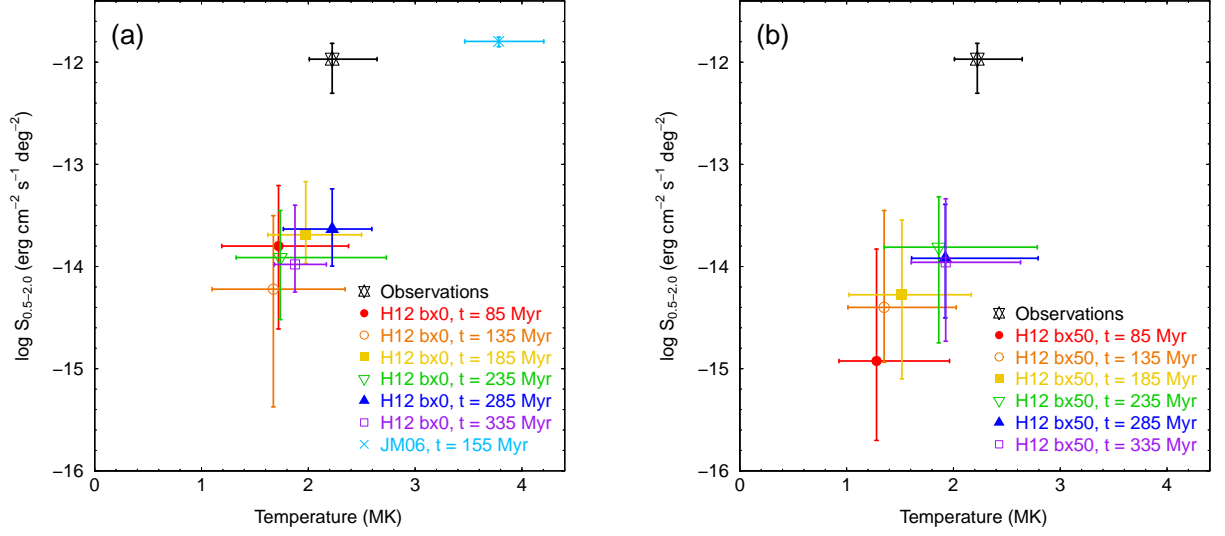 (a)
log S0.5−2.0 (erg cm−2 s−1 deg−2)
−12
−13
−14
−15
−16
Observations
H12 bx0, t = 85 Myr
H12 bx0, t = 135 Myr
H12 bx0, t = 185 Myr
H12 bx0, t = 235 Myr
H12 bx0, t = 285 Myr
H12 bx0, t = 335 Myr
JM06, t = 155 Myr
0 1 2 3 4
Temperature (MK)
(b)
log S0.5−2.0 (erg cm−2 s−1 deg−2)
−12
−13
−14
−15
−16
Observations
H12 bx50, t = 85 Myr
H12 bx50, t = 135 Myr
H12 bx50, t = 185 Myr
H12 bx50, t = 235 Myr
H12 bx50, t = 285 Myr
H12 bx50, t = 335 Myr
0 1 2 3 4
Temperature (MK)